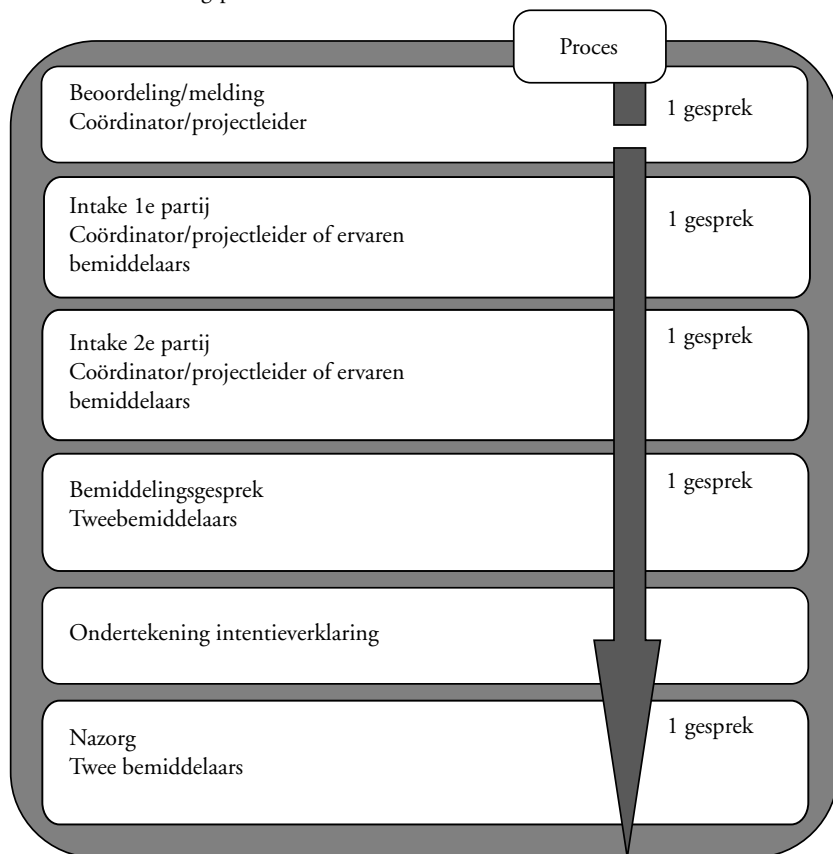 Proces
Beoordeling/melding
Coördinator/projectleider
1 gesprek
Intake 1e partij
Coördinator/projectleider of ervaren
bemiddelaars
1 gesprek
Intake 2e partij
Coördinator/projectleider of ervaren
bemiddelaars
1 gesprek
Bemiddelingsgesprek
Tweebemiddelaars
1 gesprek
Ondertekening intentieverklaring
Nazorg
Twee bemiddelaars
1 gesprek